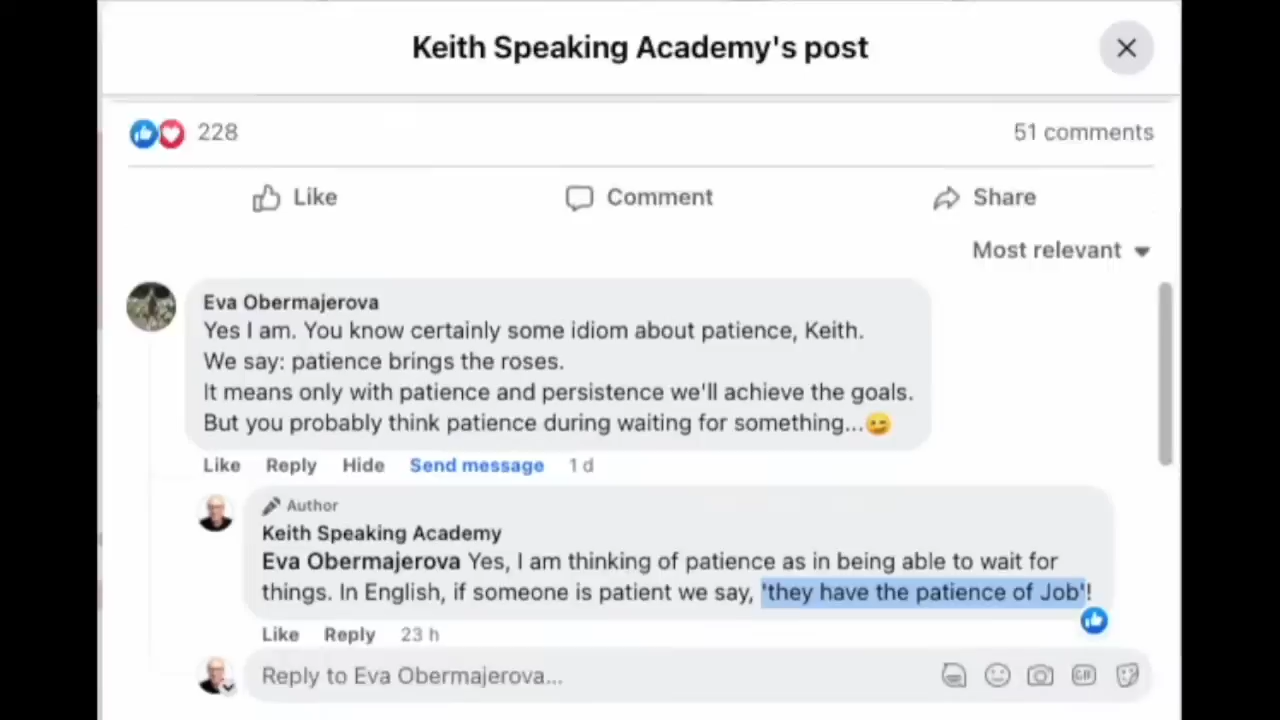 Keith Speaking Academy's post
228
51 comments
Like
Comment
Share
Most relevant
Eva Obermajerova
Yes I am. You know certainly some idiom about patience, Keith.
We say: patience brings the roses.
It means only with patience and persistence we'll achieve the goals.
But you probably think patience during waiting for something...
Like Reply Hide Send message 1 d
Author
Keith Speaking Academy
Eva Obermajerova Yes, I am thinking of patience as in being able to wait for
things. In English, if someone is patient we say, 'they have the patience of Job'!
Like Reply 23 h
Reply to Eva Obermajerova...
GIF